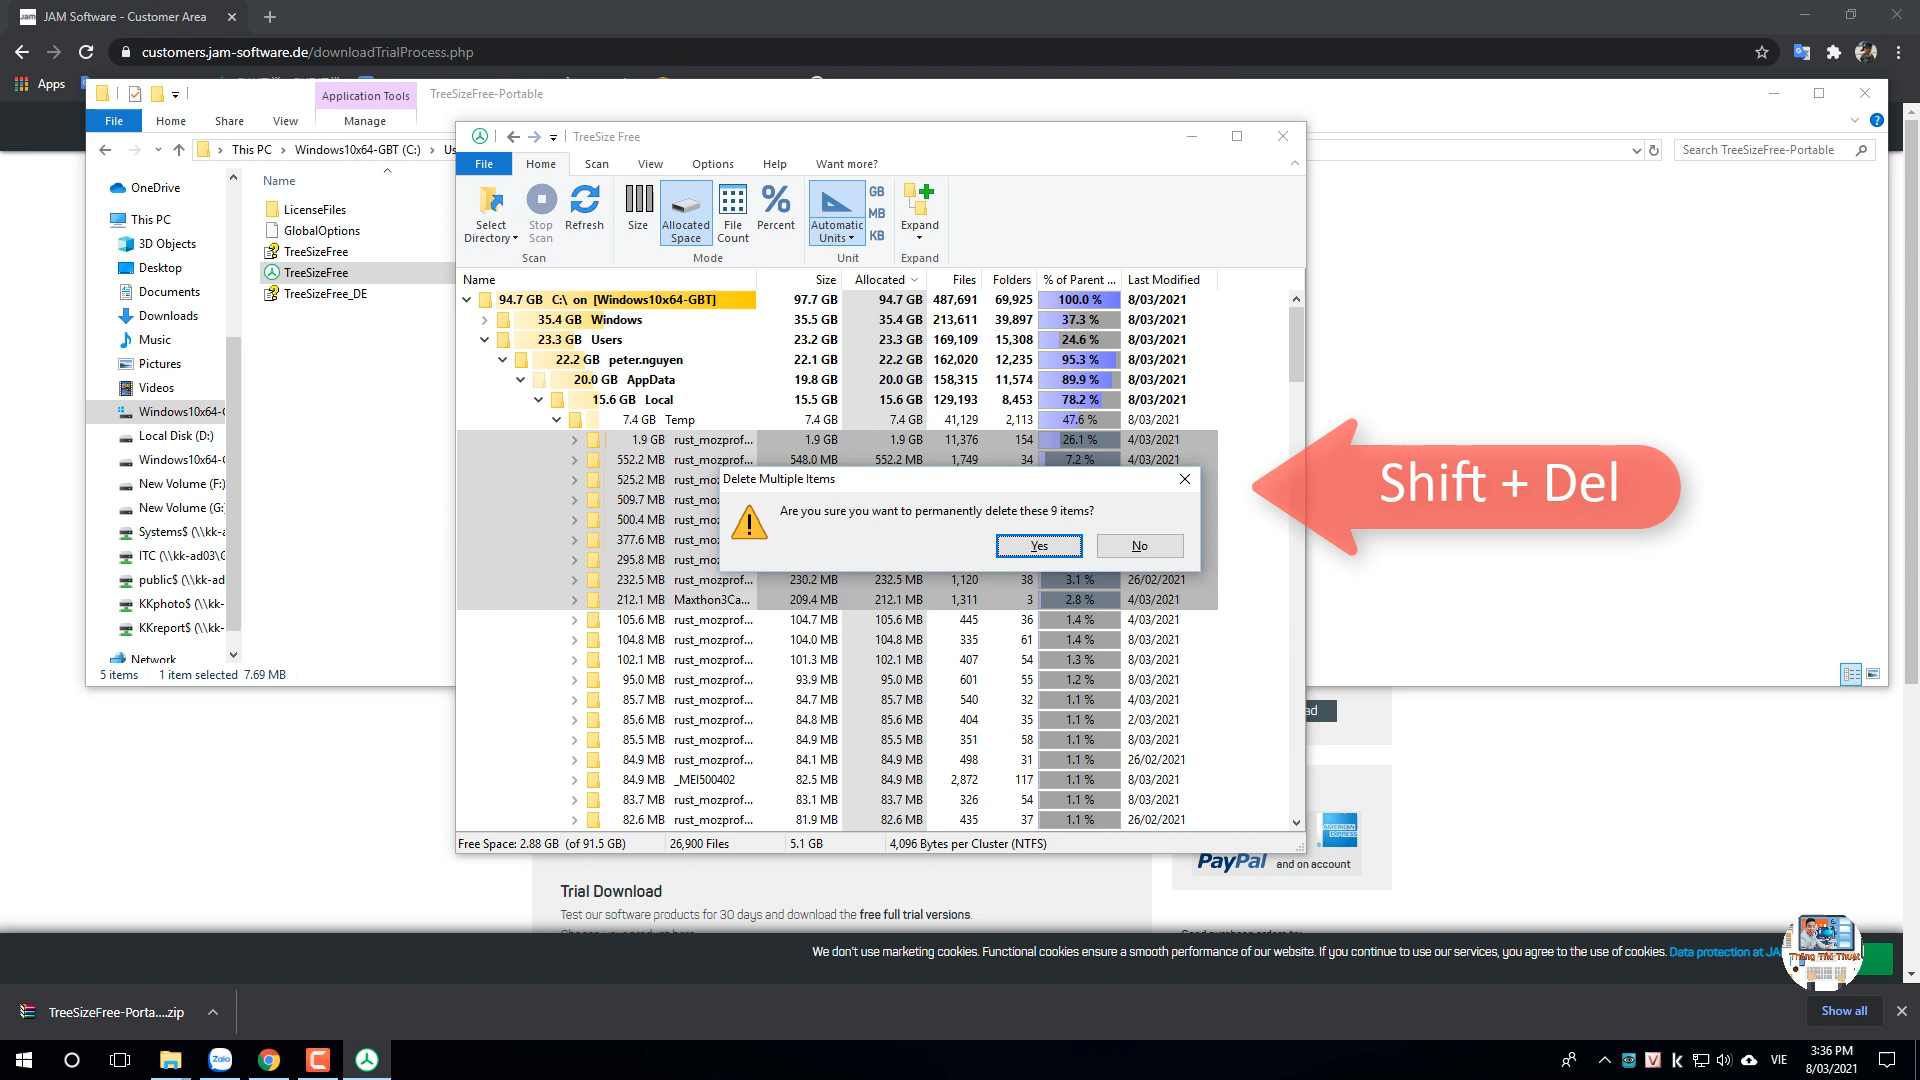 JAM Software - Customer Area
customers.jam-software.de/downloadTrialProcess.php
Apps
Application Tools
TreeSizeFree-Portable
File Home Share View Manage
This PC > Windows10x64-GBT (C:) > Us
Search TreeSizeFree-Portable
OneDrive
This PC
3D Objects
Desktop
Documents
Downloads
Music
Pictures
Videos
Windows10x64-(
Local Disk (D:)
Windows10x64-(
New Volume (F:)
New Volume (G:
Systems$ (\\kk-
ITC (\\kk-ad03\G
public$ (\\kk-ad
KKphoto$ (\\kk-
KKreport$ (\\kk-
Network
Name
LicenseFiles
GlobalOptions
TreeSizeFree
TreeSizeFree
TreeSizeFree_DE
5 items 1 item selected 7.69 MB
TreeSize Free
File Home Scan View Options Help Want more?
Select Directory
Stop Scan
Refresh
Size
Allocated Space
File Count
Percent
Automatic Units
GB
MB
KB
Expand
Scan Mode Unit Expand
Name Size Allocated Files Folders % of Parent ... Last Modified
94.7 GB C:\ on [Windows10x64-GBT] 97.7 GB 94.7 GB 487,691 69,925 100.0 % 8/03/2021
35.4 GB Windows 35.5 GB 35.4 GB 213,611 39,897 37.3 % 8/03/2021
23.3 GB Users 23.2 GB 23.3 GB 169,109 15,308 24.6 % 8/03/2021
22.2 GB peter.nguyen 22.1 GB 22.2 GB 162,020 12,235 95.3 % 8/03/2021
20.0 GB AppData 19.8 GB 20.0 GB 158,315 11,574 89.9 % 8/03/2021
15.6 GB Local 15.5 GB 15.6 GB 129,193 8,453 78.2 % 8/03/2021
7.4 GB Temp 7.4 GB 7.4 GB 41,129 2,113 47.6 % 8/03/2021
1.9 GB rust_mozprof... 1.9 GB 1.9 GB 11,376 154 26.1 % 4/03/2021
552.2 MB rust_mozprof... 548.0 MB 552.2 MB 1,749 34 7.2 % 4/03/2021
525.2 MB rust_moz
509.7 MB rust_moz
500.4 MB rust_moz
377.6 MB rust_moz
295.8 MB rust_moz
232.5 MB rust_mozprof... 230.2 MB 232.5 MB 1,120 38 3.1 % 26/02/2021
212.1 MB Maxthon3Ca... 209.4 MB 212.1 MB 1,311 3 2.8 % 4/03/2021
105.6 MB rust_mozprof... 104.7 MB 105.6 MB 445 36 1.4 % 4/03/2021
104.8 MB rust_mozprof... 104.0 MB 104.8 MB 335 61 1.4 % 8/03/2021
102.1 MB rust_mozprof... 101.3 MB 102.1 MB 407 54 1.3 % 8/03/2021
95.0 MB rust_mozprof... 93.9 MB 95.0 MB 601 55 1.2 % 8/03/2021
85.7 MB rust_mozprof... 84.7 MB 85.7 MB 540 32 1.1 % 4/03/2021
85.6 MB rust_mozprof... 84.8 MB 85.6 MB 404 35 1.1 % 2/03/2021
85.5 MB rust_mozprof... 84.9 MB 85.5 MB 351 58 1.1 % 8/03/2021
84.9 MB rust_mozprof... 84.1 MB 84.9 MB 498 31 1.1 % 26/02/2021
84.9 MB _MEI500402 82.5 MB 84.9 MB 2,872 117 1.1 % 8/03/2021
83.7 MB rust_mozprof... 83.1 MB 83.7 MB 326 54 1.1 % 8/03/2021
82.6 MB rust_mozprof... 81.9 MB 82.6 MB 435 37 1.1 % 26/02/2021
Free Space: 2.88 GB (of 91.5 GB) 26,900 Files 5.1 GB 4,096 Bytes per Cluster (NTFS)
Delete Multiple Items
Are you sure you want to permanently delete these 9 items?
Yes No
Shift + Del
ad
AMERICAN EXPRESS
PayPal and on account
Trial Download
Test our software products for 30 days and download the free full trial versions.
We don't use marketing cookies. Functional cookies ensure a smooth performance of our website. If you continue to use our services, you agree to the use of cookies. Data protection at JA
TreeSizeFree-Porta....zip
Show all
Zalo
VIE
3:36 PM
8/03/2021